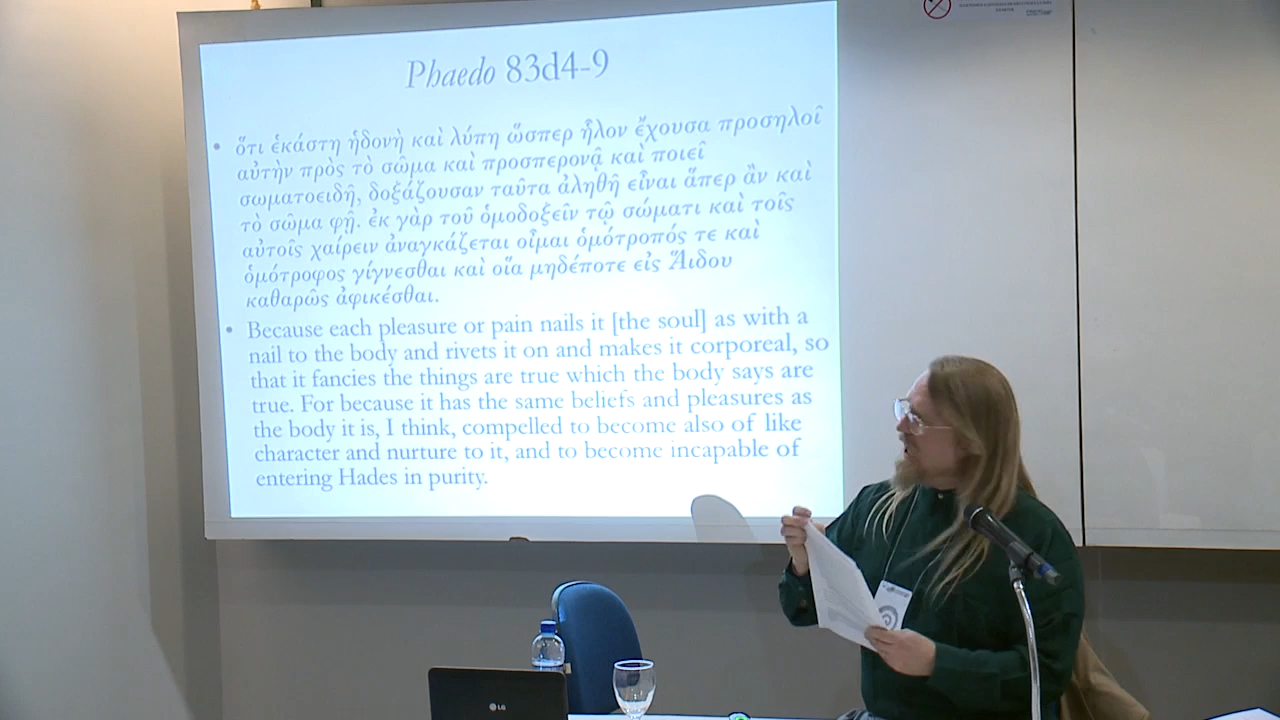 Phaedo 83d4-9
• ὅτι ἑκάστη ἡδονὴ καὶ λύπη ὥσπερ ἧλον ἔχουσα προσηλοῖ
αὐτὴν πρὸς τὸ σῶμα καὶ προσπερονᾷ καὶ ποιεῖ
σωματοειδῆ, δοξάζουσαν ταῦτα ἀληθῆ εἶναι ἅπερ ἂν καὶ
τὸ σῶμα φῇ. ἐκ γὰρ τοῦ ὁμοδοξεῖν τῷ σώματι καὶ τοῖς
αὐτοῖς χαίρειν ἀναγκάζεται οἶμαι ὁμότροπός τε καὶ
ὁμότροφος γίγνεσθαι καὶ οἵα μηδέποτε εἰς Ἅιδου
καθαρῶς ἀφικέσθαι.
• Because each pleasure or pain nails it [the soul] as with a
nail to the body and rivets it on and makes it corporeal, so
that it fancies the things are true which the body says are
true. For because it has the same beliefs and pleasures as
the body it is, I think, compelled to become also of like
character and nurture to it, and to become incapable of
entering Hades in purity.
LG